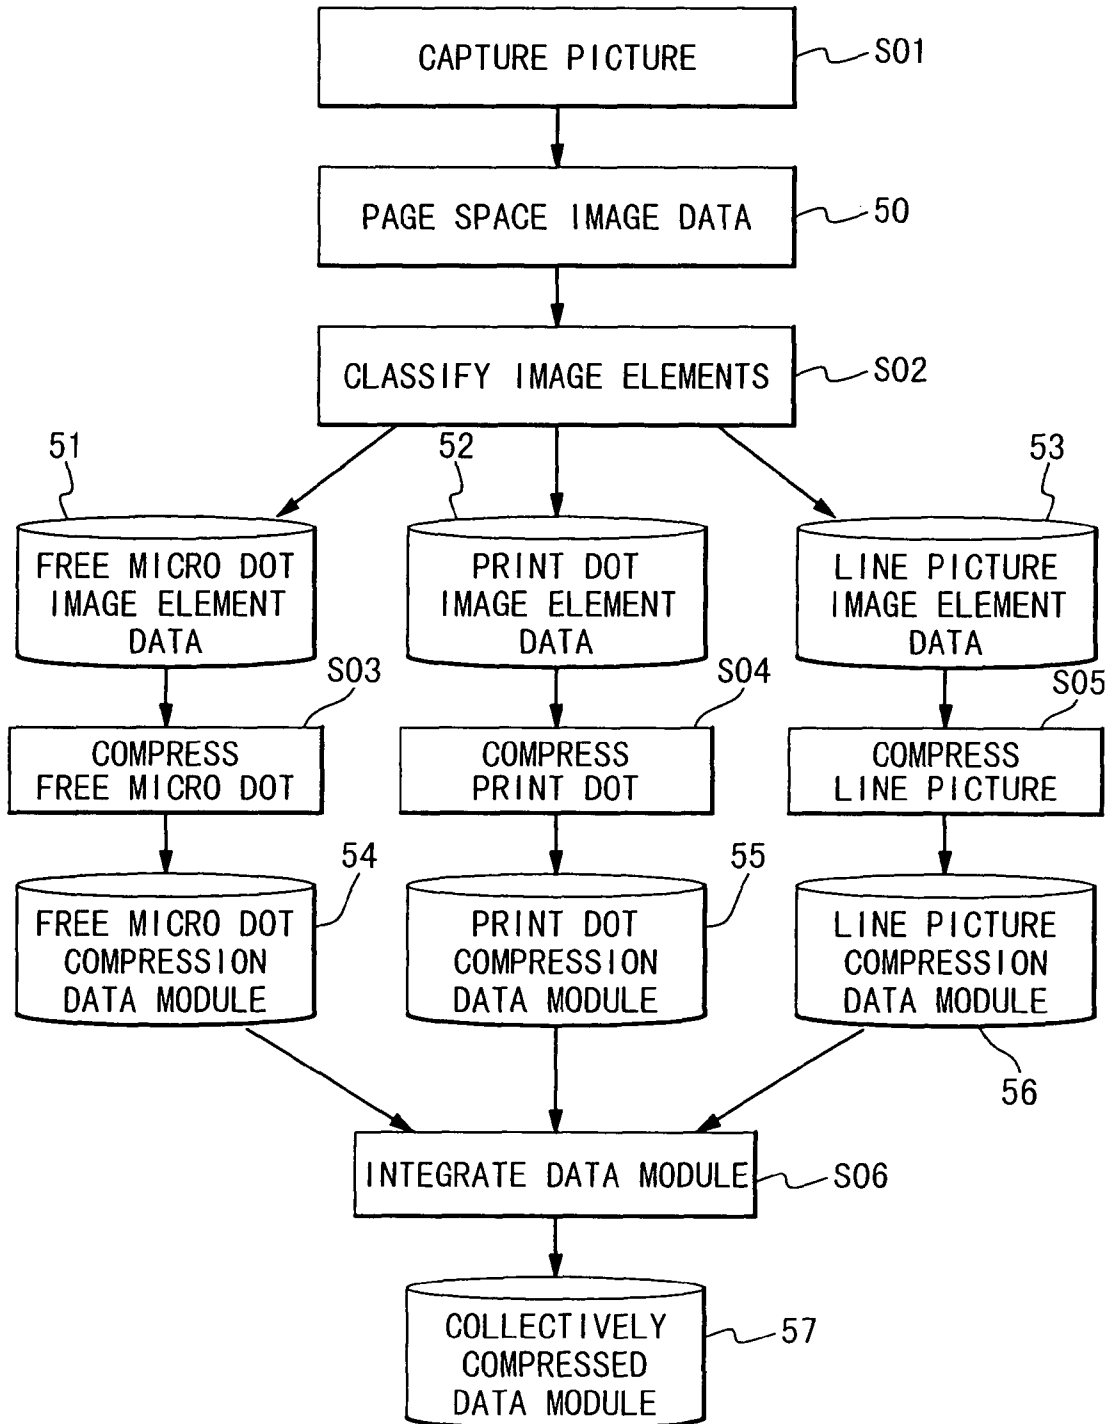 CAPTURE PICTURE
S01
PAGE SPACE IMAGE DATA
50
CLASSIFY IMAGE ELEMENTS
S02
51
52
53
FREE MICRO DOT
IMAGE ELEMENT
DATA
PRINT DOT
IMAGE ELEMENT
DATA
LINE PICTURE
IMAGE ELEMENT
DATA
S03
S04
S05
COMPRESS
FREE MICRO DOT
COMPRESS
PRINT DOT
COMPRESS
LINE PICTURE
54
55
FREE MICRO DOT
COMPRESSION
DATA MODULE
PRINT DOT
COMPRESSION
DATA MODULE
LINE PICTURE
COMPRESSION
DATA MODULE
56
INTEGRATE DATA MODULE
S06
COLLECTIVELY
COMPRESSED
DATA MODULE
57